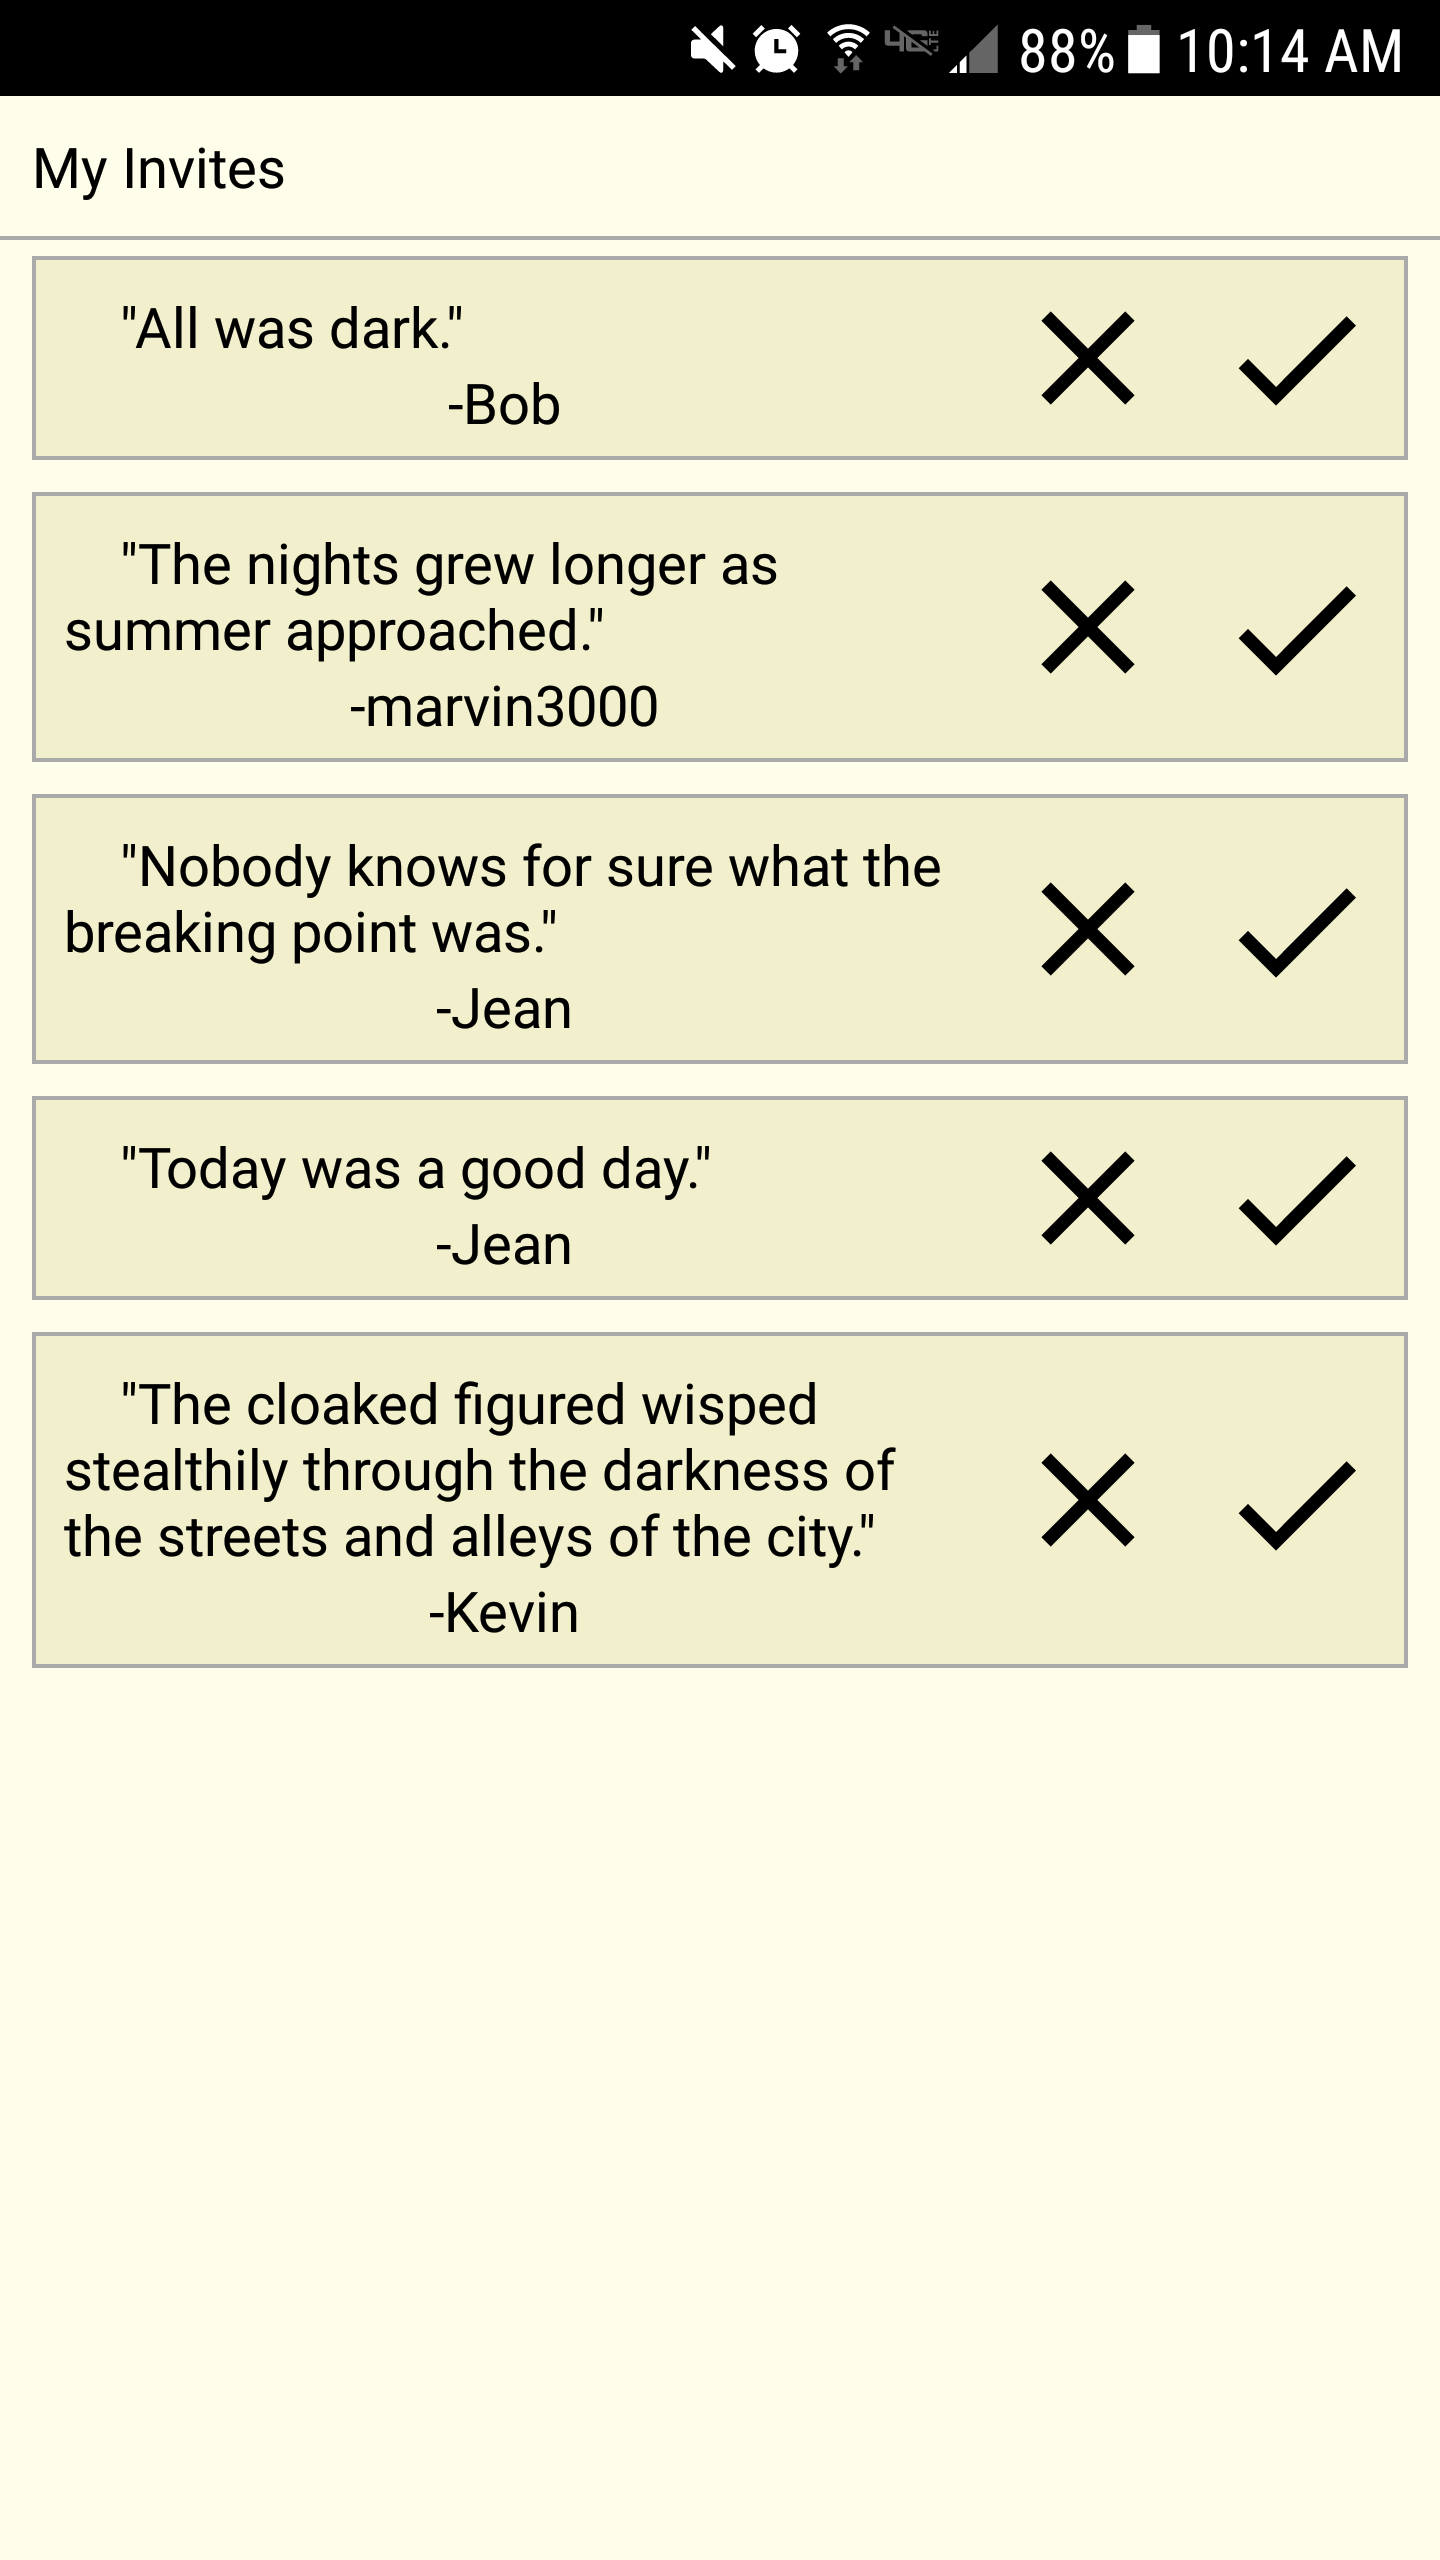 88% 10:14 AM
My Invites
"All was dark."
-Bob
"The nights grew longer as
summer approached."
-marvin3000
"Nobody knows for sure what the
breaking point was."
-Jean
"Today was a good day."
-Jean
"The cloaked figured wisped
stealthily through the darkness of
the streets and alleys of the city."
-Kevin